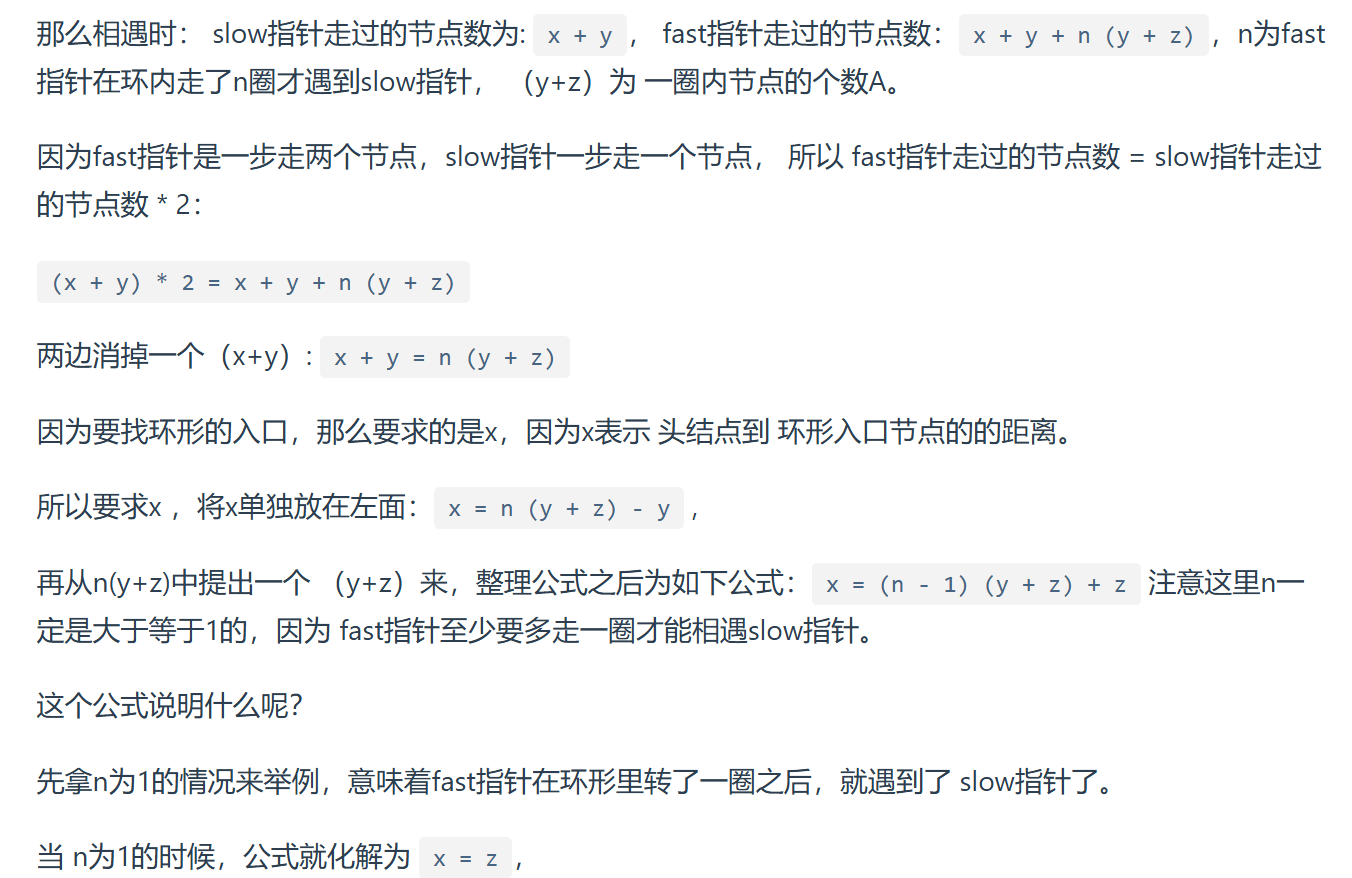 那么相遇时： slow指针走过的节点数为: x + y ， fast指针走过的节点数： x + y + n (y + z) ，n为fast
指针在环内走了n圈才遇到slow指针， （y+z）为 一圈内节点的个数A。
因为fast指针是一步走两个节点，slow指针一步走一个节点， 所以 fast指针走过的节点数 = slow指针走过
的节点数 * 2：
(x + y) * 2 = x + y + n (y + z)
两边消掉一个（x+y）: x + y = n (y + z)
因为要找环形的入口，那么要求的是x，因为x表示 头结点到 环形入口节点的的距离。
所以要求x ，将x单独放在左面： x = n (y + z) - y ,
再从n(y+z)中提出一个 （y+z）来，整理公式之后为如下公式： x = (n - 1) (y + z) + z 注意这里n一
定是大于等于1的，因为 fast指针至少要多走一圈才能相遇slow指针。
这个公式说明什么呢？
先拿n为1的情况来举例，意味着fast指针在环形里转了一圈之后，就遇到了 slow指针了。
当 n为1的时候，公式就化解为 x = z ，